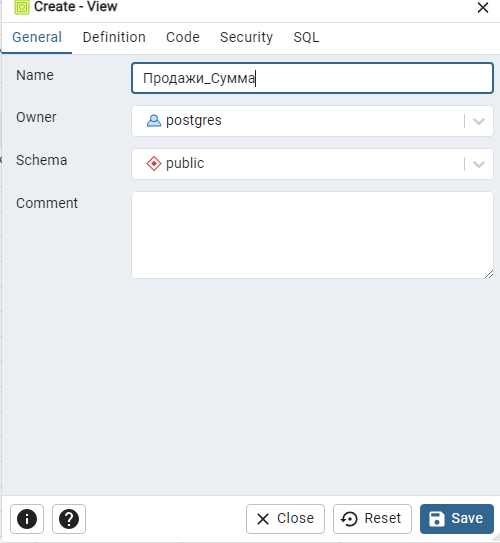 Create - View
General Definition Code Security SQL
Name Продажи_Сумма
Owner postgres
Schema public
Comment
Close Reset Save